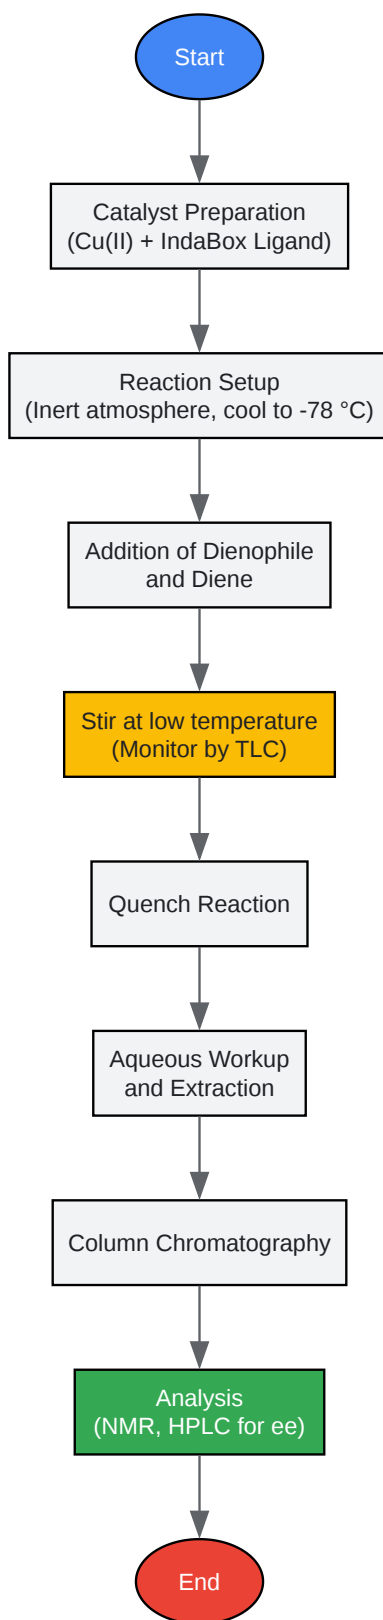 Start
Catalyst Preparation
(Cu(II) + IndaBox Ligand)
Reaction Setup
(Inert atmosphere, cool to -78 °C)
Addition of Dienophile
and Diene
Stir at low temperature
(Monitor by TLC)
Quench Reaction
Aqueous Workup
and Extraction
Column Chromatography
Analysis
(NMR, HPLC for ee)
End